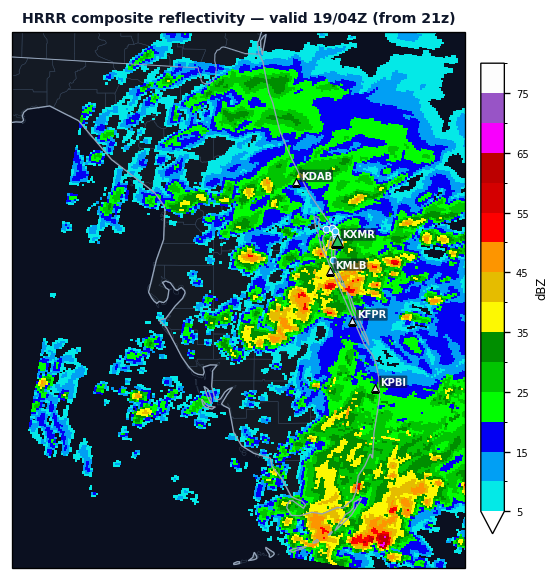 HRRR composite reflectivity — valid 19/04Z (from 21z)
75
65
55
45
35
25
15
5
dBZ
KDAB
KXMR
KMLB
KFPR
KPBI